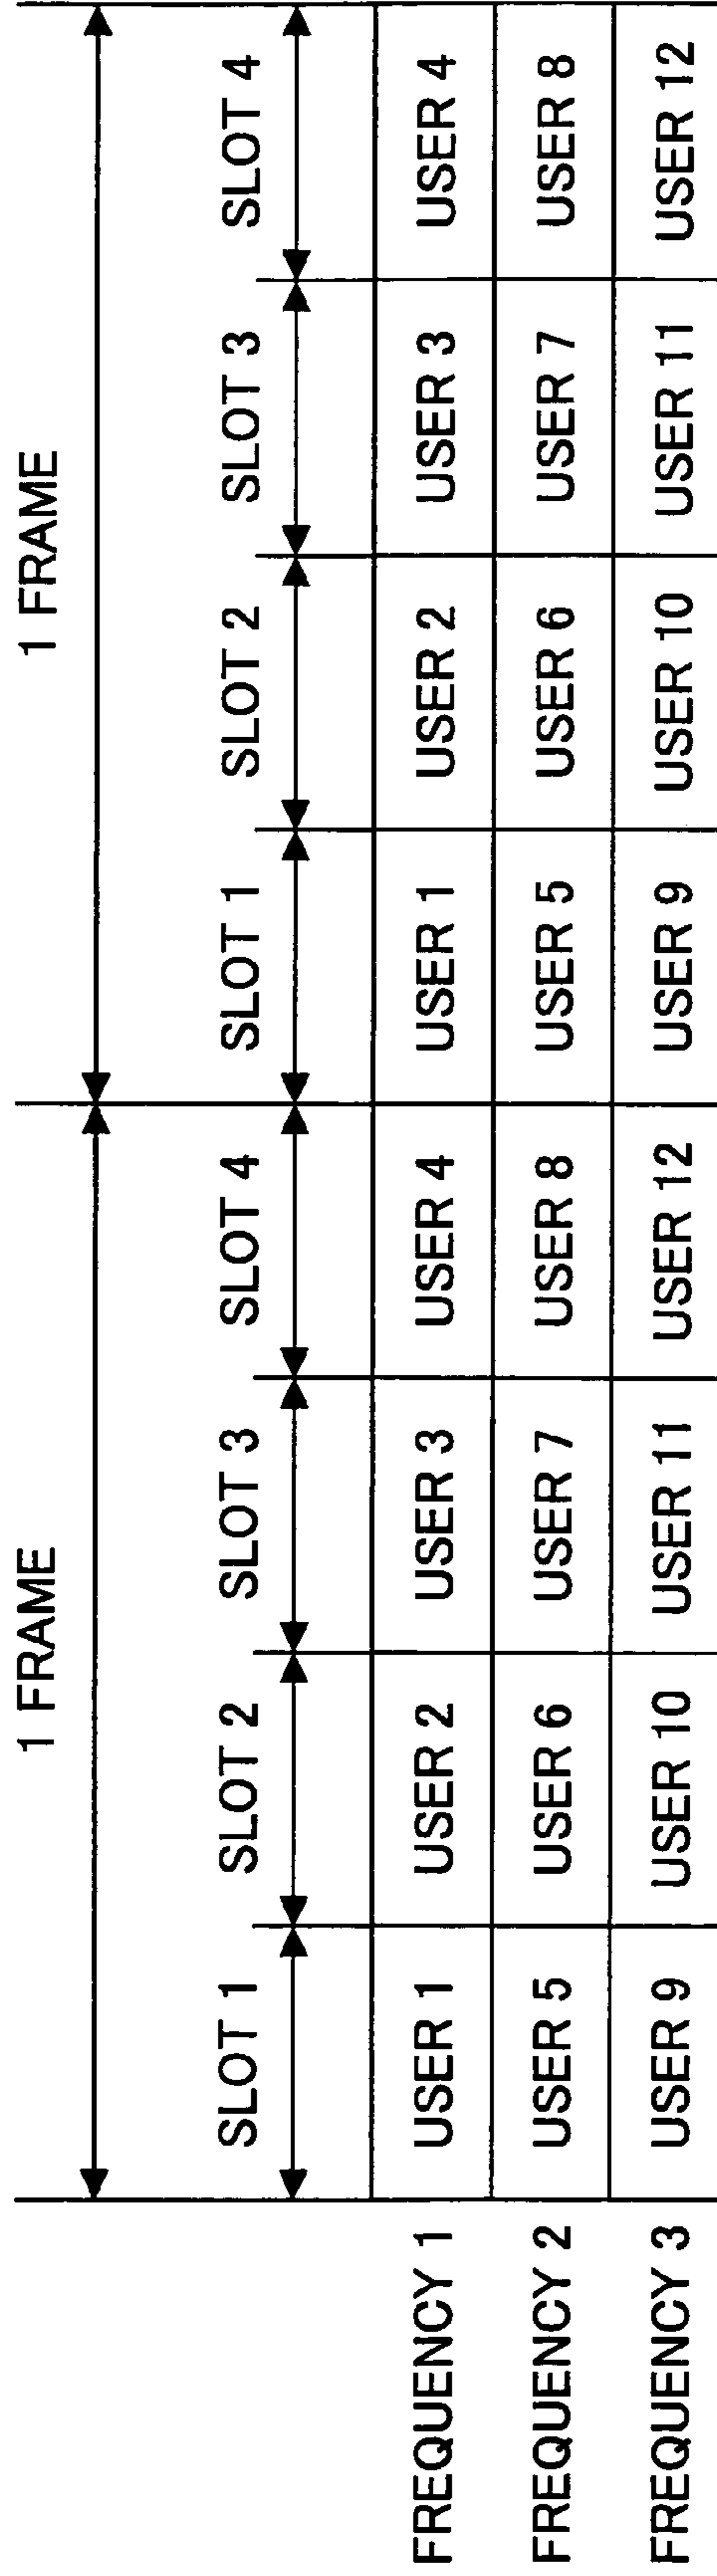 1 FRAME 1 FRAME
SLOT 1 SLOT 2 SLOT 3 SLOT 4 SLOT 1 SLOT 2 SLOT 3 SLOT 4
FREQUENCY 1 USER 1 USER 2 USER 3 USER 4 USER 1 USER 2 USER 3 USER 4
FREQUENCY 2 USER 5 USER 6 USER 7 USER 8 USER 5 USER 6 USER 7 USER 8
FREQUENCY 3 USER 9 USER 10 USER 11 USER 12 USER 9 USER 10 USER 11 USER 12